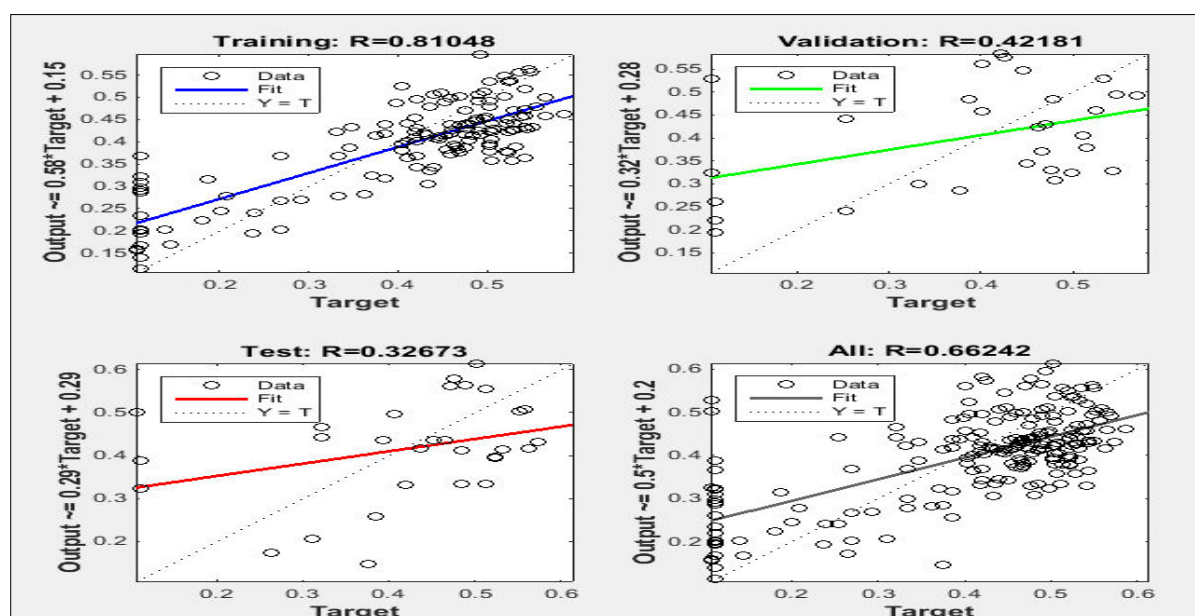 Training: R=0.81048
Output ~= 0.58*Target + 0.15
0.55
0.5
0.45
0.4
0.35
0.3
0.25
0.2
0.15
Data
Fit
Y = T
0.2
0.3
0.4
0.5
Target
Validation: R=0.42181
Output ~= 0.32*Target + 0.28
0.55
0.5
0.45
0.4
0.35
0.3
0.25
0.2
0.15
Data
Fit
Y = T
0.2
0.3
0.4
0.5
Target
Test: R=0.32673
Output ~= 0.29*Target + 0.29
0.6
0.5
0.4
0.3
0.2
Data
Fit
Y = T
0.2
0.3
0.4
0.5
0.6
Target
All: R=0.66242
Output ~= 0.5*Target + 0.2
0.6
0.5
0.4
0.3
0.2
Data
Fit
Y = T
0.2
0.3
0.4
0.5
0.6
Target